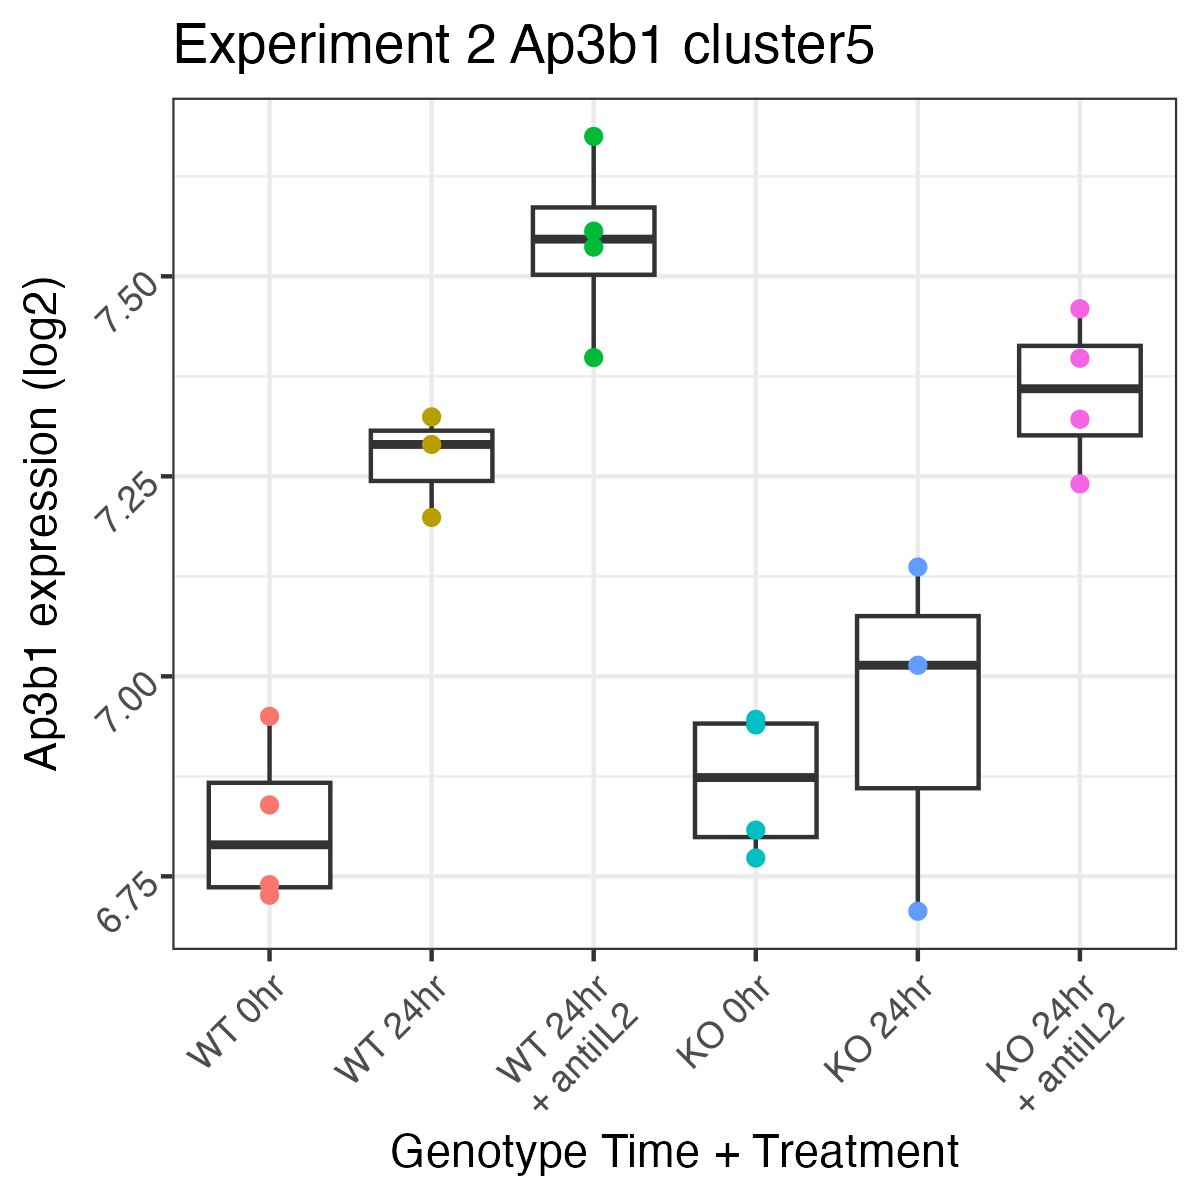 Experiment 2 Ap3b1 cluster5
Ap3b1 expression (log2)
7.50
7.25
7.00
6.75
WT 0hr
WT 24hr
WT 24hr
+ antiIL2
KO 0hr
KO 24hr
KO 24hr
+ antiIL2
Genotype Time + Treatment